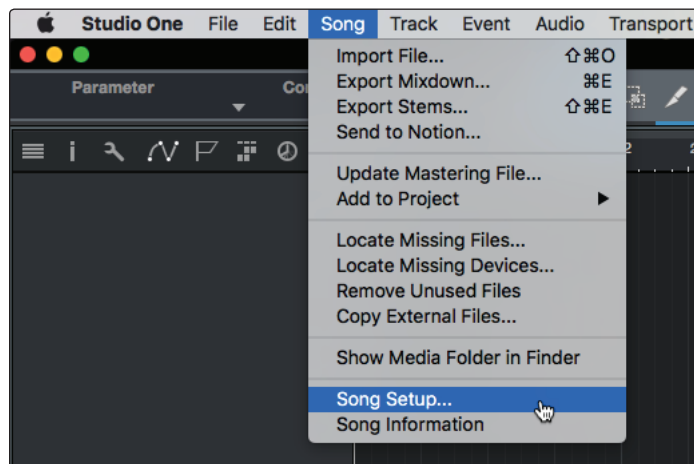 Studio One File Edit Song Track Event Audio Transport
Parameter
Import File... ⇧⌘O
Export Mixdown... ⌘E
Export Stems... ⇧⌘E
Send to Notion...
Update Mastering File...
Add to Project ▶
Locate Missing Files...
Locate Missing Devices...
Remove Unused Files
Copy External Files...
Show Media Folder in Finder
Song Setup...
Song Information